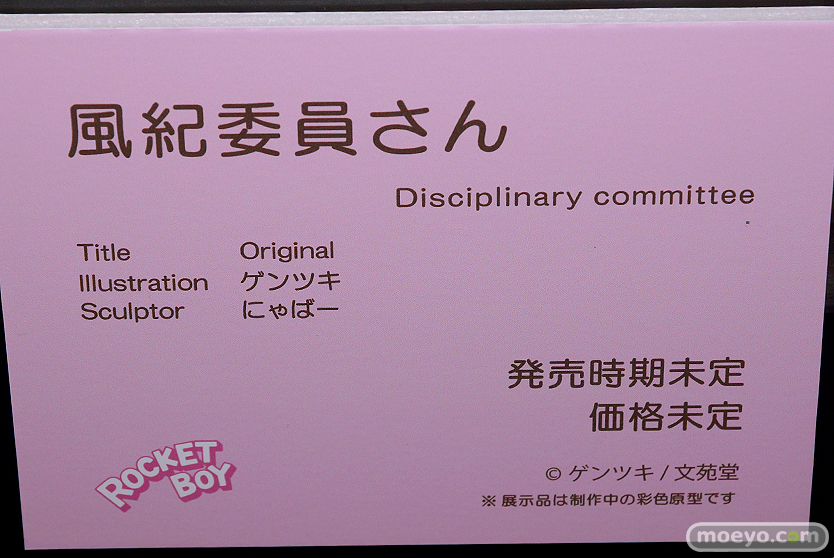 風紀委員さん
Disciplinary committee
Title Original
Illustration ゲンツキ
Sculptor にゃばー
発売時期未定
価格未定
ROCKET
BOY
© ゲンツキ / 文苑堂
※ 展示品は制作中の彩色原型です
moeyo.com